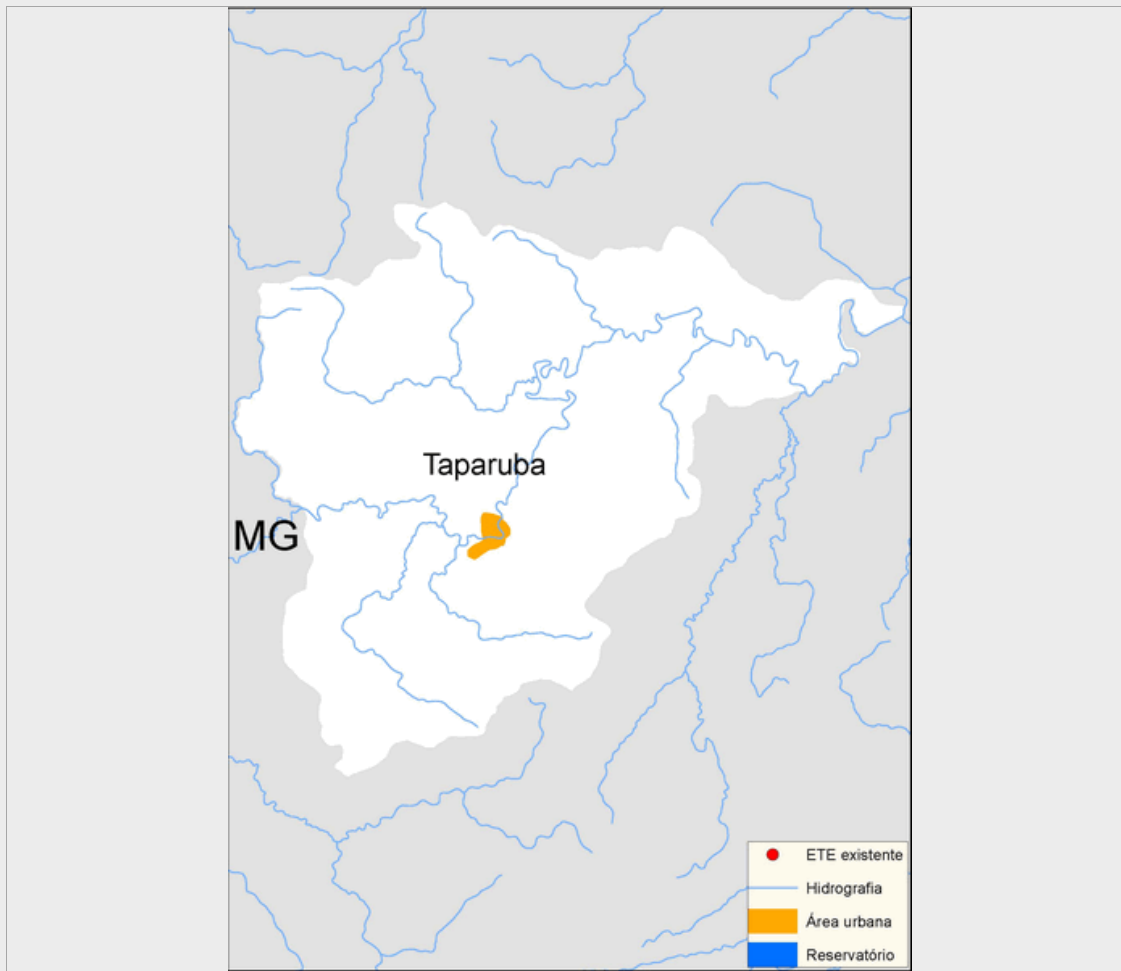 Taparuba
MG
ETE existente
Hidrografia
Área urbana
Reservatório